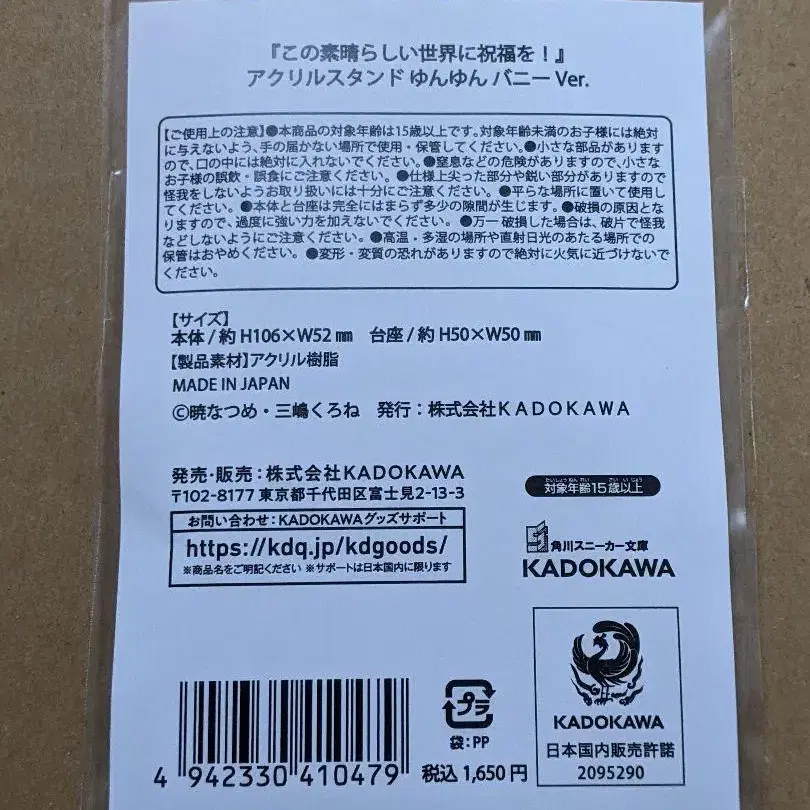 『この素晴らしい世界に祝福を！』
アクリルスタンド ゆんゆん バニー Ver.
【ご使用上の注意】●本商品の対象年齢は15歳以上です。対象年齢未満のお子様には絶対
に与えないよう、手の届かない場所で使用・保管してください。●小さな部品があります
ので、口の中には絶対に入れないでください。●窒息などの危険がありますので、小さな
お子様の誤飲・誤食にご注意ください。●仕様上尖った部分や鋭い部分がありますので
怪我をしないようお取り扱いには十分にご注意ください。●平らな場所に置いて使用し
てください。●本体と台座は完全にはまらず多少の隙間が生じます。●破損の原因とな
りますので、過度に強い力を加えないでください。●万一破損した場合は、破片で怪我
などしないようにご注意ください。●高温・多湿の場所や直射日光のあたる場所での
保管はおやめください。●変形・変質の恐れがありますので絶対に火気に近づけないで
ください。
【サイズ】
本体 / 約 H106×W52 ㎜　台座 / 約 H50×W50 ㎜
【製品素材】アクリル樹脂
MADE IN JAPAN
©暁なつめ・三嶋くろね　発行：株式会社ＫＡＤＯＫＡＷＡ
発売・販売：株式会社KADOKAWA
〒102-8177 東京都千代田区富士見2-13-3
お問い合わせ：KADOKAWAグッズサポート
https://kdq.jp/kdgoods/
※商品名をご明記ください ※サポートは日本国内に限ります
たいしょうねんれい さいいじょう
対象年齢15歳以上
角川スニーカー文庫
KADOKAWA
KADOKAWA
日本国内販売許諾
2095290
プラ
袋：PP
税込 1,650 円
4 942330 410479